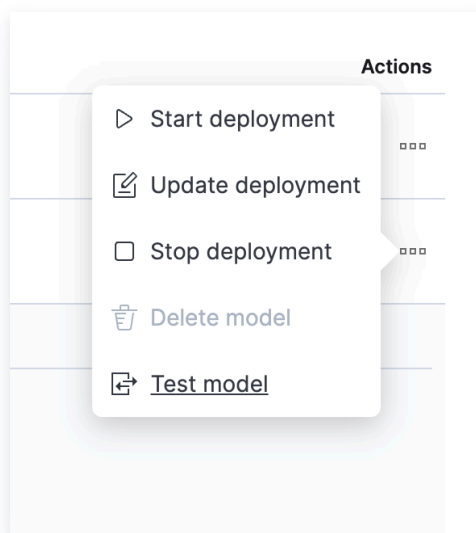 Actions
Start deployment
Update deployment
Stop deployment
Delete model
Test model